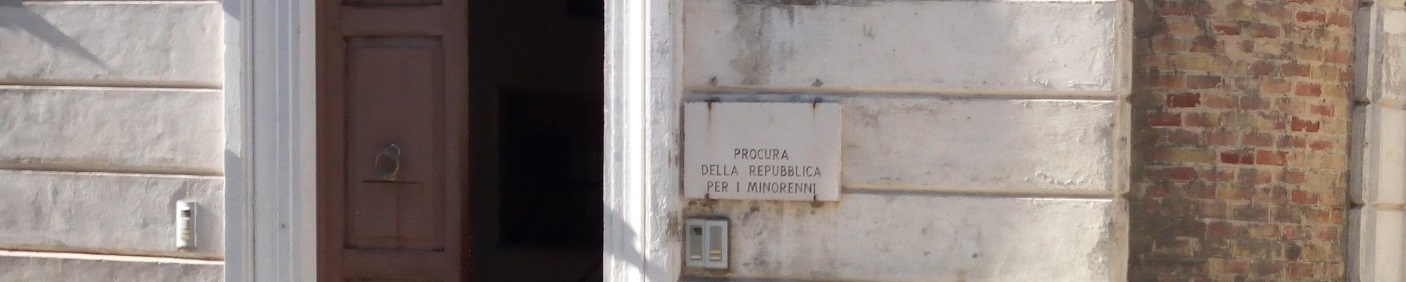 PROCURA
DELLA REPUBBLICA
PER I MINORENNI